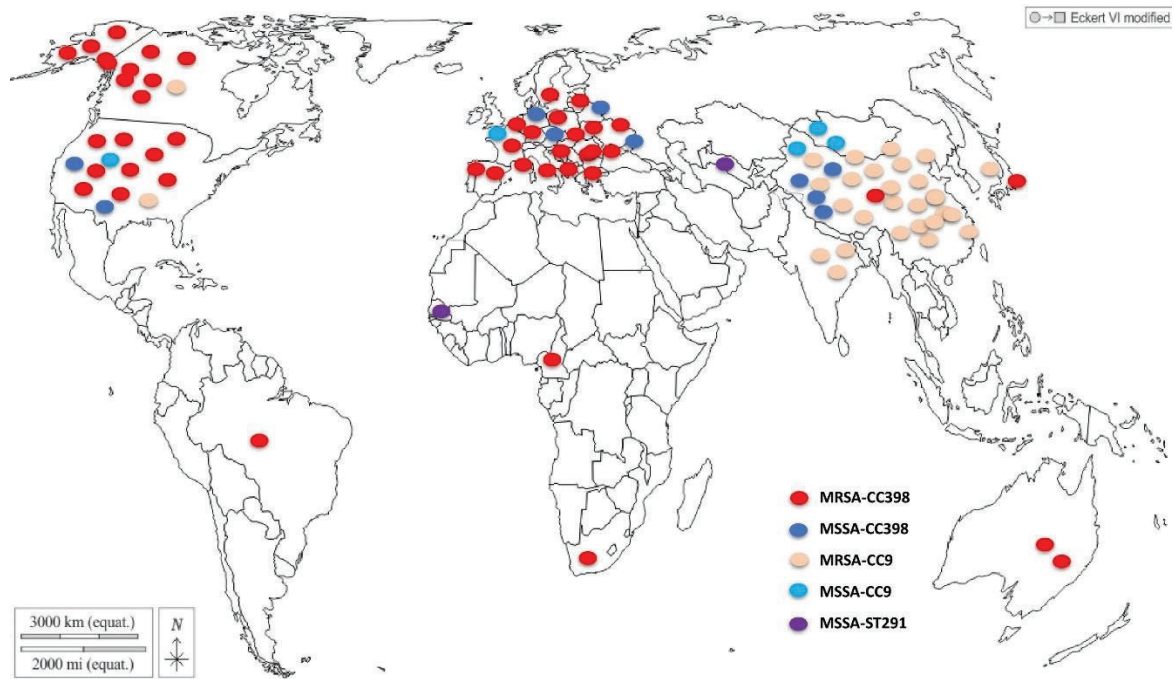 Eckert VI modified
MRSA-CC398
MSSA-CC398
MRSA-CC9
MSSA-CC9
MSSA-ST291
3000 km (equat.)
2000 mi (equat.)
N